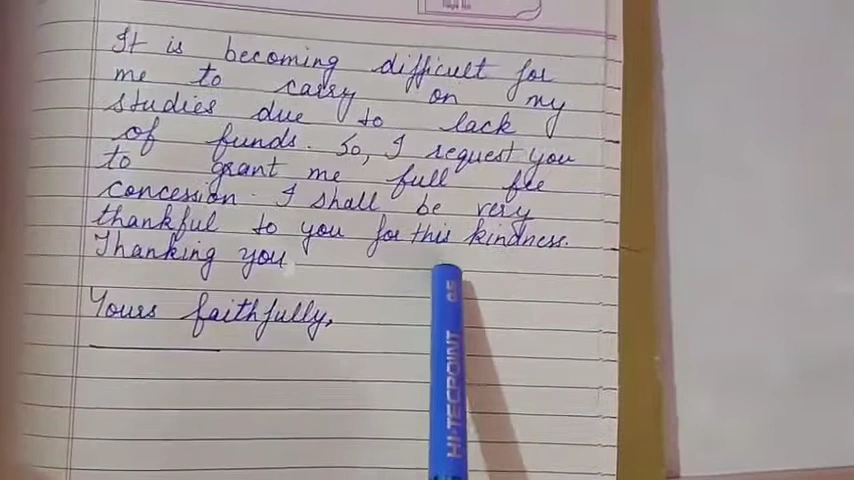 It is becoming difficult for
me to carry on my
studies due to lack
of funds. So, I request you
to grant me full fee
concession. I shall be very
thankful to you for this kindness.
Thanking you
Yours faithfully,
HI-TECPOINT 05